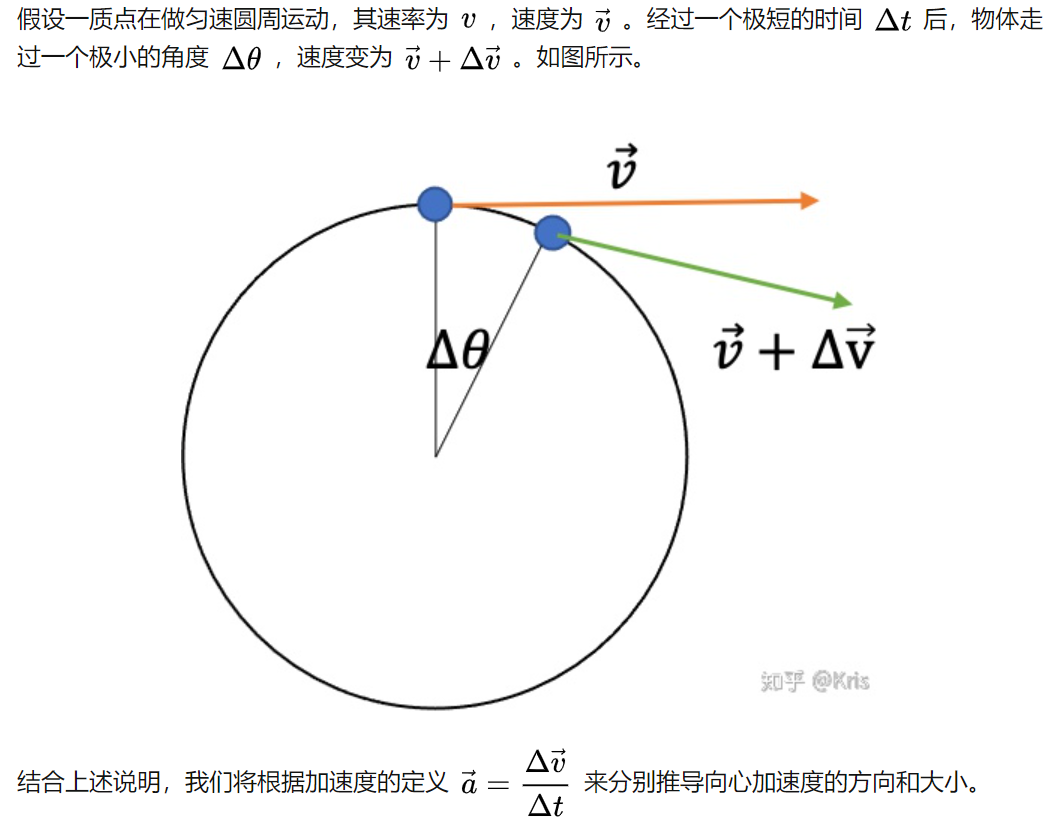 假设一质点在做匀速圆周运动，其速率为 v ，速度为 v⃗ 。经过一个极短的时间 Δt 后，物体走
过一个极小的角度 Δθ ，速度变为 v⃗ + Δv⃗ 。如图所示。
v⃗
Δθ
v⃗ + Δv⃗
知乎 @Kris
结合上述说明，我们将根据加速度的定义 a⃗ = Δv⃗/Δt 来分别推导向心加速度的方向和大小。